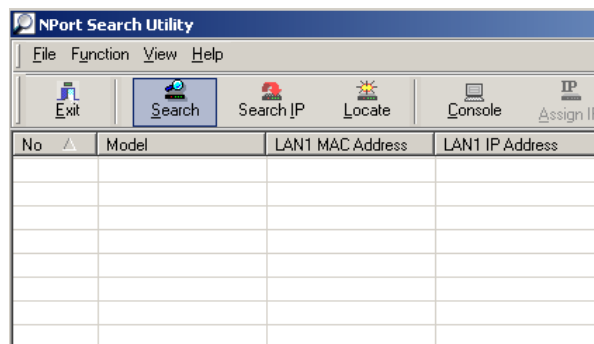 NPort Search Utility
File Function View Help
Exit Search Search IP Locate Console Assign
No Model LAN1 MAC Address LAN1 IP Address